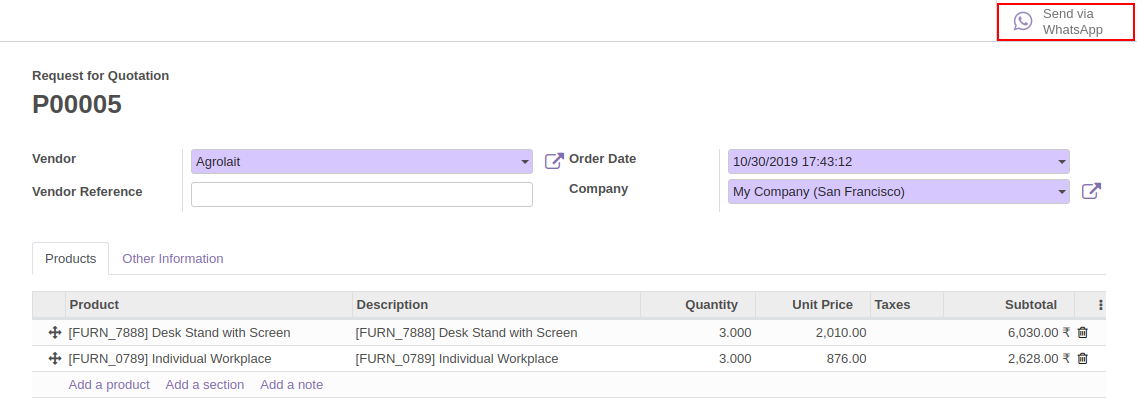 Send via
WhatsApp
Request for Quotation
P00005
Vendor Agrolait Order Date 10/30/2019 17:43:12
Vendor Reference Company My Company (San Francisco)
Products Other Information
Product Description Quantity Unit Price Taxes Subtotal
[FURN_7888] Desk Stand with Screen [FURN_7888] Desk Stand with Screen 3.000 2,010.00 6,030.00 ₹
[FURN_0789] Individual Workplace [FURN_0789] Individual Workplace 3.000 876.00 2,628.00 ₹
Add a product Add a section Add a note